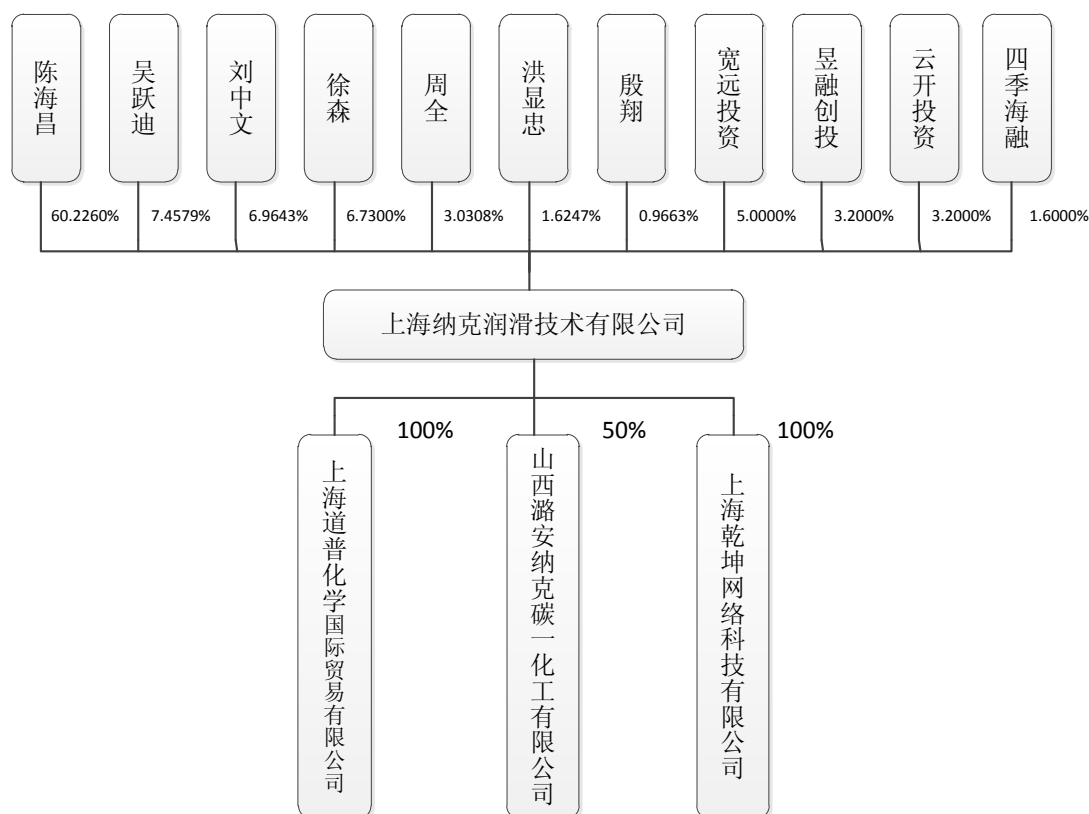 陈海昌
吴跃迪
刘中文
徐森
周全
洪显忠
殷翔
宽远投资
昱融创投
云开投资
四季海融
60.2260%
7.4579%
6.9643%
6.7300%
3.0308%
1.6247%
0.9663%
5.0000%
3.2000%
3.2000%
1.6000%
上海纳克润滑技术有限公司
100%
50%
100%
上海道普化学国际贸易有限公司
山西潞安纳克碳一化工有限公司
上海乾坤网络科技有限公司